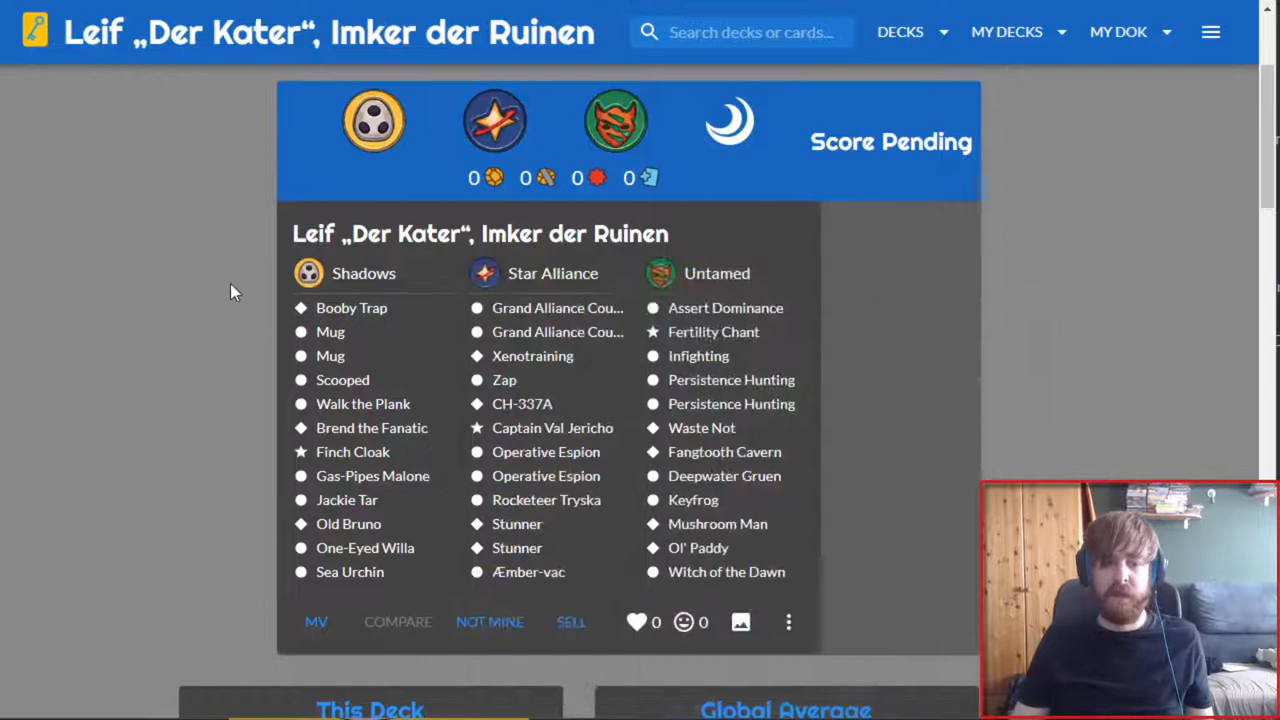 Leif „Der Kater“, Imker der Ruinen
Search decks or cards...
DECKS
MY DECKS
MY DOK
Score Pending
0 0 0 0
Leif „Der Kater“, Imker der Ruinen
Shadows
Booby Trap
Mug
Mug
Scooped
Walk the Plank
Brend the Fanatic
Finch Cloak
Gas-Pipes Malone
Jackie Tar
Old Bruno
One-Eyed Willa
Sea Urchin
Star Alliance
Grand Alliance Cou...
Grand Alliance Cou...
Xenotraining
Zap
CH-337A
Captain Val Jericho
Operative Espion
Operative Espion
Rocketeer Tryska
Stunner
Stunner
Æmber-vac
Untamed
Assert Dominance
Fertility Chant
Infighting
Persistence Hunting
Persistence Hunting
Waste Not
Fangtooth Cavern
Deepwater Gruen
Keyfrog
Mushroom Man
Ol' Paddy
Witch of the Dawn
MV
COMPARE
NOT MINE
SELL
0
0
This Deck
Global Average